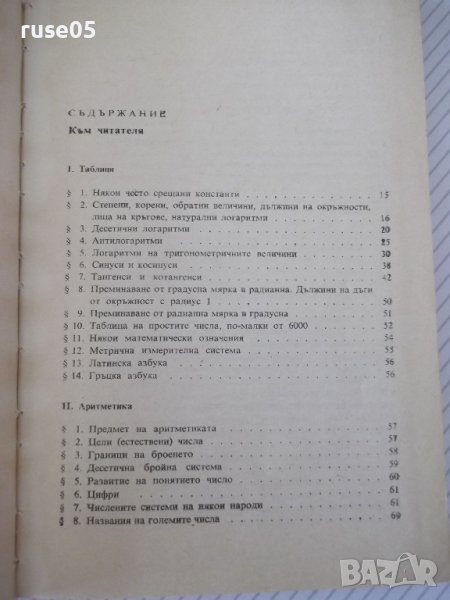 ruse05
СЪДЪРЖАНИЕ
Към читателя
I. Таблици
§ 1. Някои често срещани константи . . . . . . . . 15
§ 2. Степени, корени, обратни величини, дължини на окръжности,
лица на кръгове, натурални логаритми . . . . . . . . 16
§ 3. Десетични логаритми . . . . . . . . 20
§ 4. Антилогаритми . . . . . . . . 25
§ 5. Логаритми на тригонометричните величини . . . . . . . . 30
§ 6. Синуси и косинуси . . . . . . . . 38
§ 7. Тангенси и котангенси . . . . . . . . 42
§ 8. Преминаване от градусна мярка в радианна. Дължини на дъги
от окръжност с радиус 1 . . . . . . . . 50
§ 9. Преминаване от радианна мярка в градусна . . . . . . . . 51
§ 10. Таблица на простите числа, по-малки от 6000 . . . . . . . . 52
§ 11. Някои математически означения . . . . . . . . 54
§ 12. Метрична измерителна система . . . . . . . . 55
§ 13. Латинска азбука . . . . . . . . 56
§ 14. Гръцка азбука . . . . . . . . 56
II. Аритметика
§ 1. Предмет на аритметиката . . . . . . . . 57
§ 2. Цели (естествени) числа . . . . . . . . 57
§ 3. Граници на броенето . . . . . . . . 58
§ 4. Десетична бройна система . . . . . . . . 59
§ 5. Развитие на понятието число . . . . . . . . 60
§ 6. Цифри . . . . . . . . 61
§ 7. Числените системи на някои народи . . . . . . . . 61
§ 8. Названия на големите числа . . . . . . . . 69
BAZAR
bg